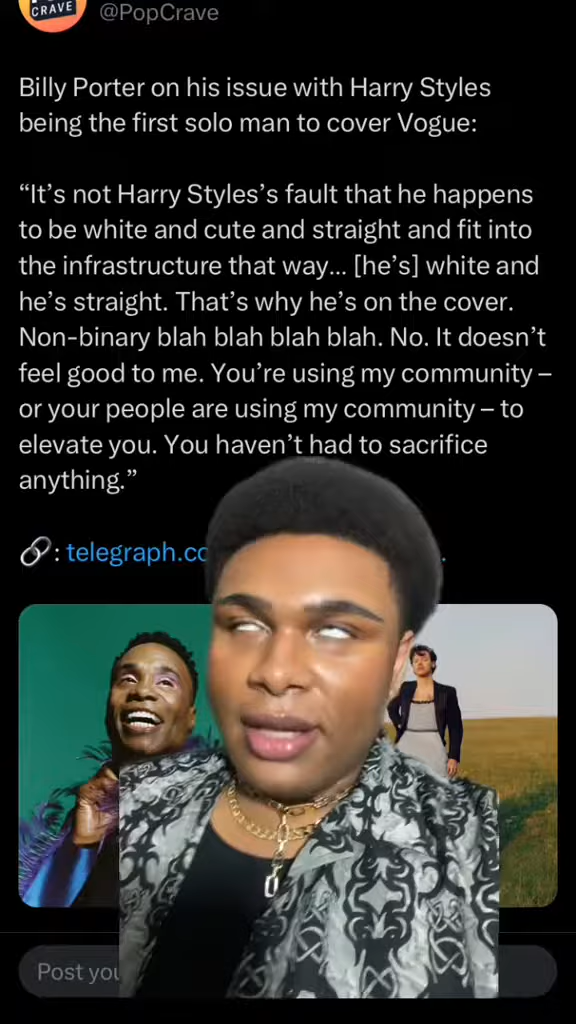 CRAVE
@PopCrave
Billy Porter on his issue with Harry Styles
being the first solo man to cover Vogue:
“It’s not Harry Styles’s fault that he happens
to be white and cute and straight and fit into
the infrastructure that way... [he’s] white and
he’s straight. That’s why he’s on the cover.
Non-binary blah blah blah blah. No. It doesn’t
feel good to me. You’re using my community –
or your people are using my community – to
elevate you. You haven’t had to sacrifice
anything.”
: telegraph.co
Post you